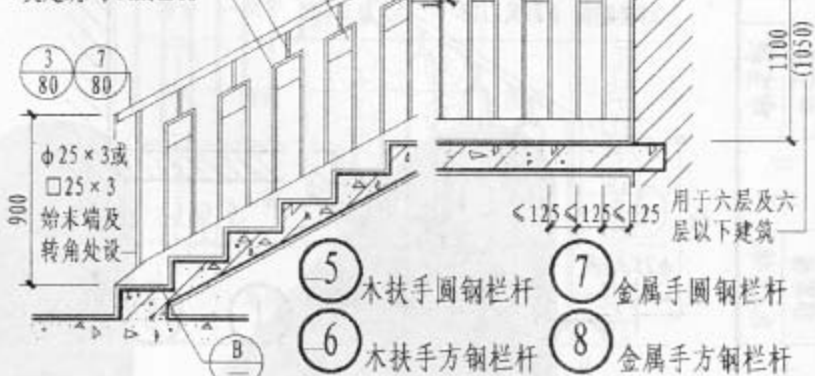 3 7
80 80
1100
(1050)
ф25×3或
□25×3
始末端及
转角处设
900
≤125 ≤125 ≤125
用于六层及六
层以下建筑
5 木扶手圆钢栏杆
7 金属手圆钢栏杆
B
6 木扶手方钢栏杆
8 金属手方钢栏杆